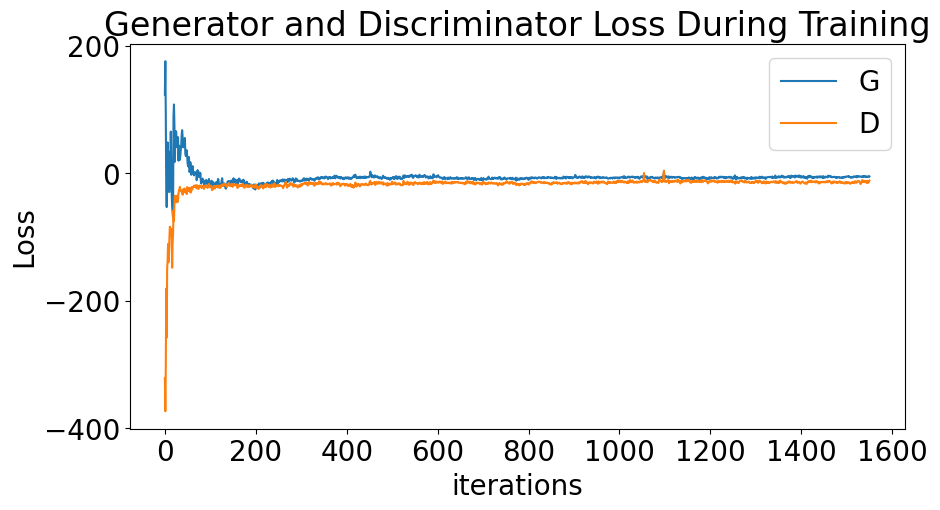 Generator and Discriminator Loss During Training
G
D
200
0
−200
−400
Loss
0 200 400 600 800 1000 1200 1400 1600
iterations